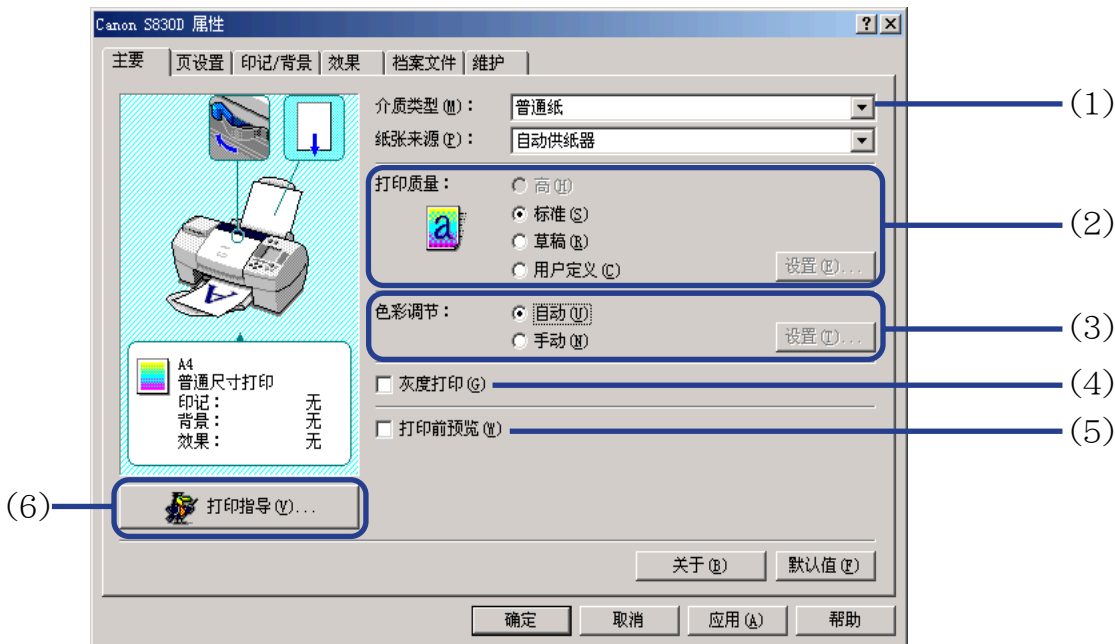 Canon S830D 属性
主要 页设置 印记/背景 效果 档案文件 维护
介质类型(M)： 普通纸 (1)
纸张来源(P)： 自动供纸器
打印质量： 高(H)
标准(S)
a
(2)
草稿(R)
用户定义(C) 设置(E)...
色彩调节： 自动(U)
(3)
手动(N) 设置(I)...
A
A4
普通尺寸打印
印记： 无
背景： 无
效果： 无
灰度打印(G) (4)
打印前预览(W) (5)
(6) 打印指导(V)...
关于(B) 默认值(F)
确定 取消 应用(A) 帮助